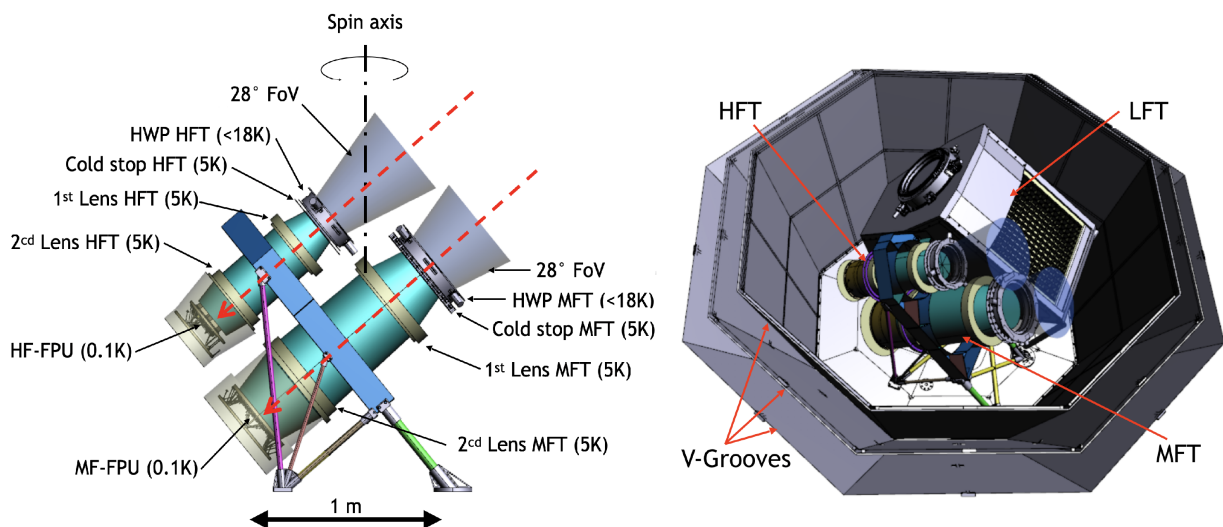 Spin axis
28° FoV
HWP HFT (<18K)
Cold stop HFT (5K)
1st Lens HFT (5K)
2cd Lens HFT (5K)
HF-FPU (0.1K)
MF-FPU (0.1K)
28° FoV
HWP MFT (<18K)
Cold stop MFT (5K)
1st Lens MFT (5K)
2cd Lens MFT (5K)
1 m
HFT
LFT
V-Grooves
MFT